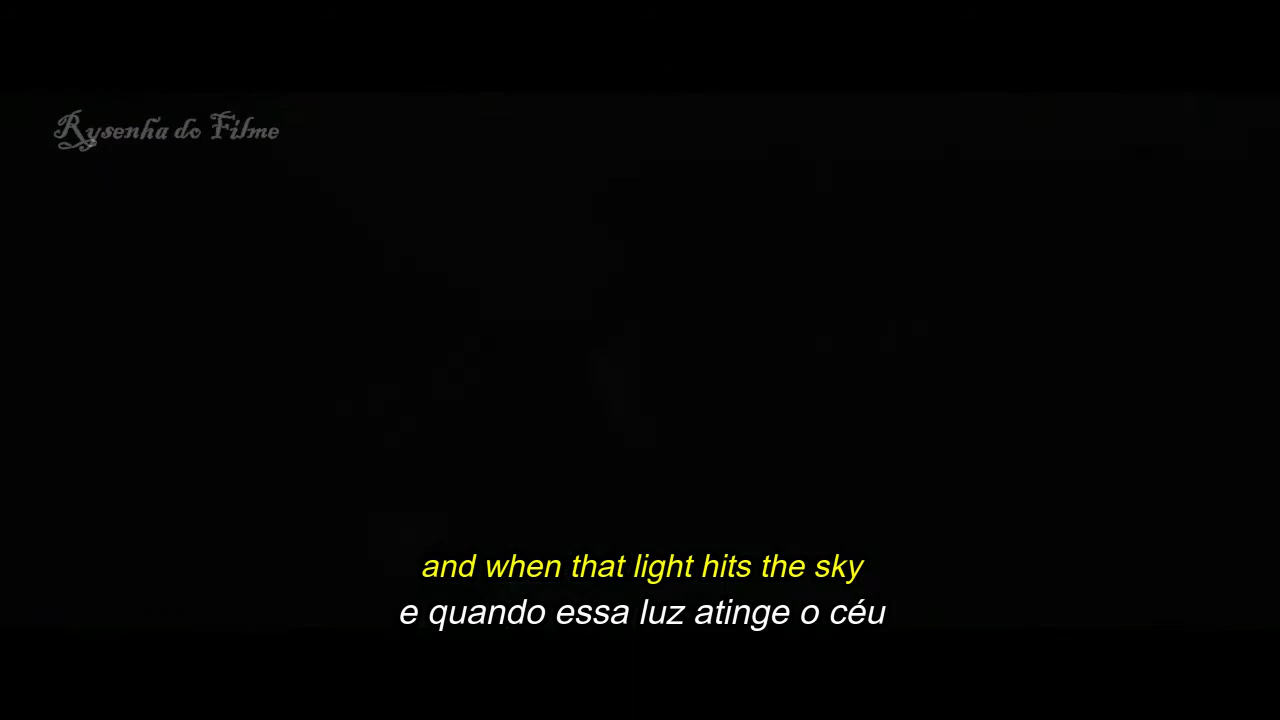 Rysenha do Filme
and when that light hits the sky
e quando essa luz atinge o céu